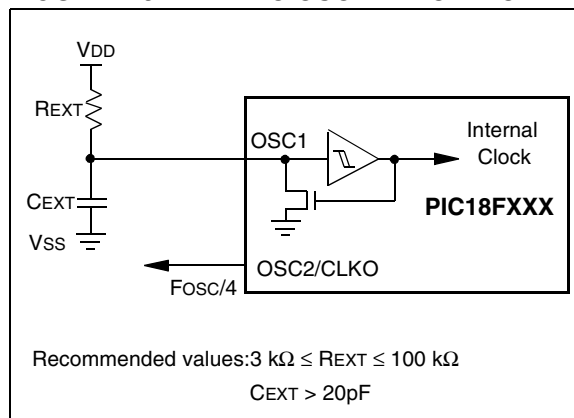 VDD
REXT
OSC1
Internal
Clock
CEXT
PIC18FXXX
VSS
OSC2/CLKO
FOSC/4
Recommended values:3 kΩ ≤ REXT ≤ 100 kΩ
CEXT > 20pF